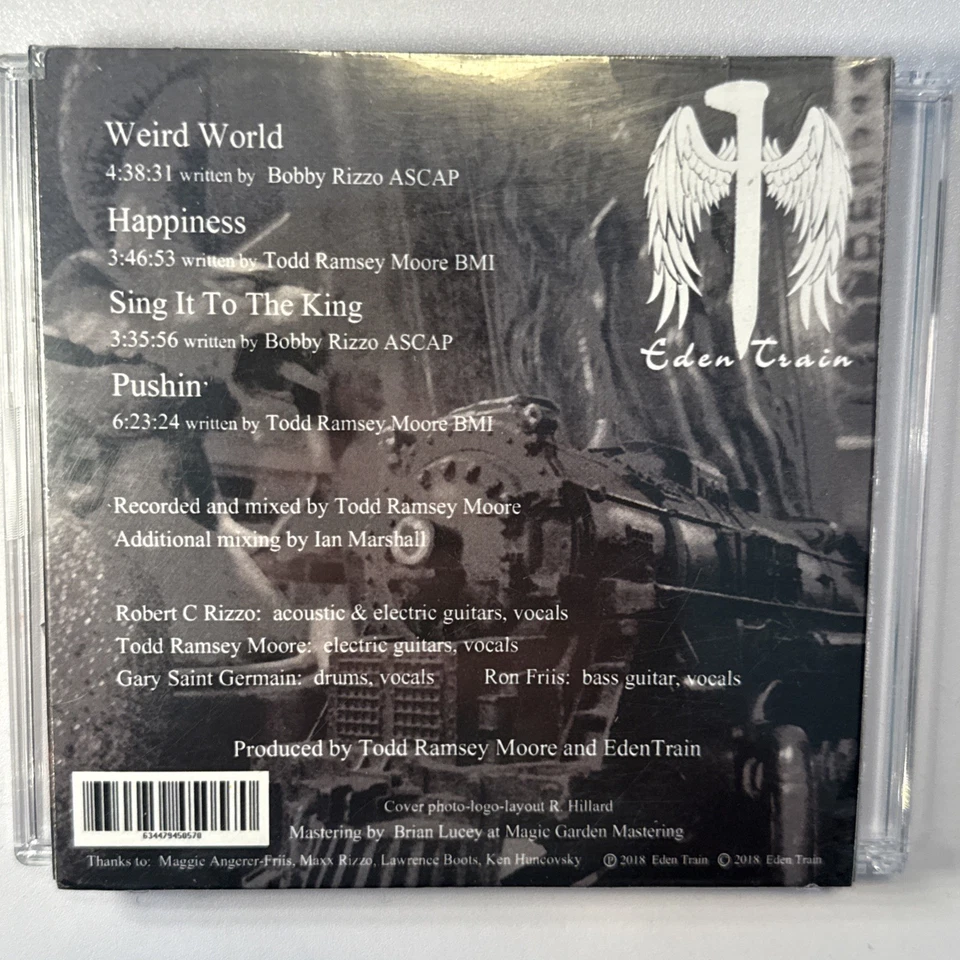 Weird World
4:38:31 written by Bobby Rizzo ASCAP
Happiness
3:46:53 written by Todd Ramsey Moore BMI
Sing It To The King
3:35:56 written by Bobby Rizzo ASCAP
Pushin'
6:23:24 written by Todd Ramsey Moore BMI
Eden Train
Recorded and mixed by Todd Ramsey Moore
Additional mixing by Ian Marshall
Robert C Rizzo: acoustic & electric guitars, vocals
Todd Ramsey Moore: electric guitars, vocals
Gary Saint Germain: drums, vocals Ron Friis: bass guitar, vocals
Produced by Todd Ramsey Moore and EdenTrain
Cover photo-logo-layout R. Hillard
Mastering by Brian Lucey at Magic Garden Mastering
634479450570
Thanks to: Maggic Angerer-Friis, Maxx Rizzo, Lawrence Boots, Ken Huncovsky ℗ 2018 Eden Train © 2018 Eden Train